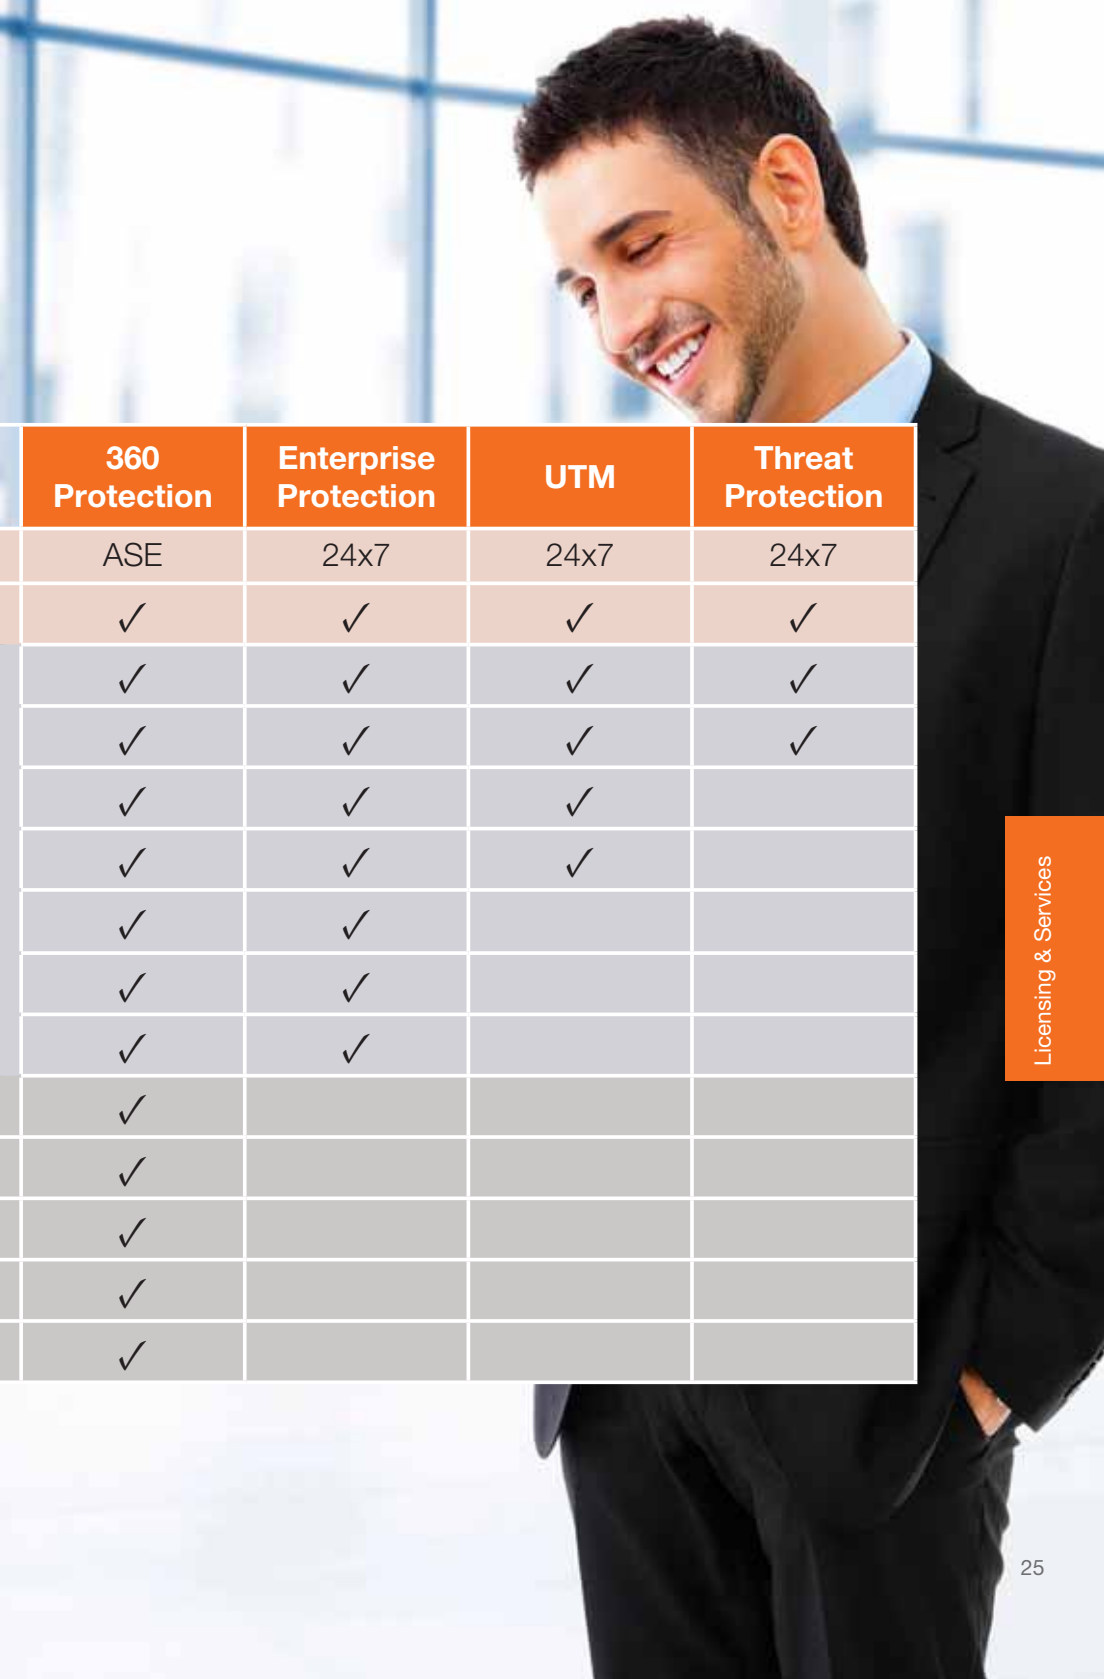 360 Protection Enterprise Protection UTM Threat Protection
ASE 24x7 24x7 24x7
✓ ✓ ✓ ✓
✓ ✓ ✓ ✓
✓ ✓ ✓ ✓
✓ ✓ ✓
✓ ✓ ✓
✓ ✓
✓ ✓
✓ ✓
✓
✓
✓
✓
✓
Licensing & Services
25